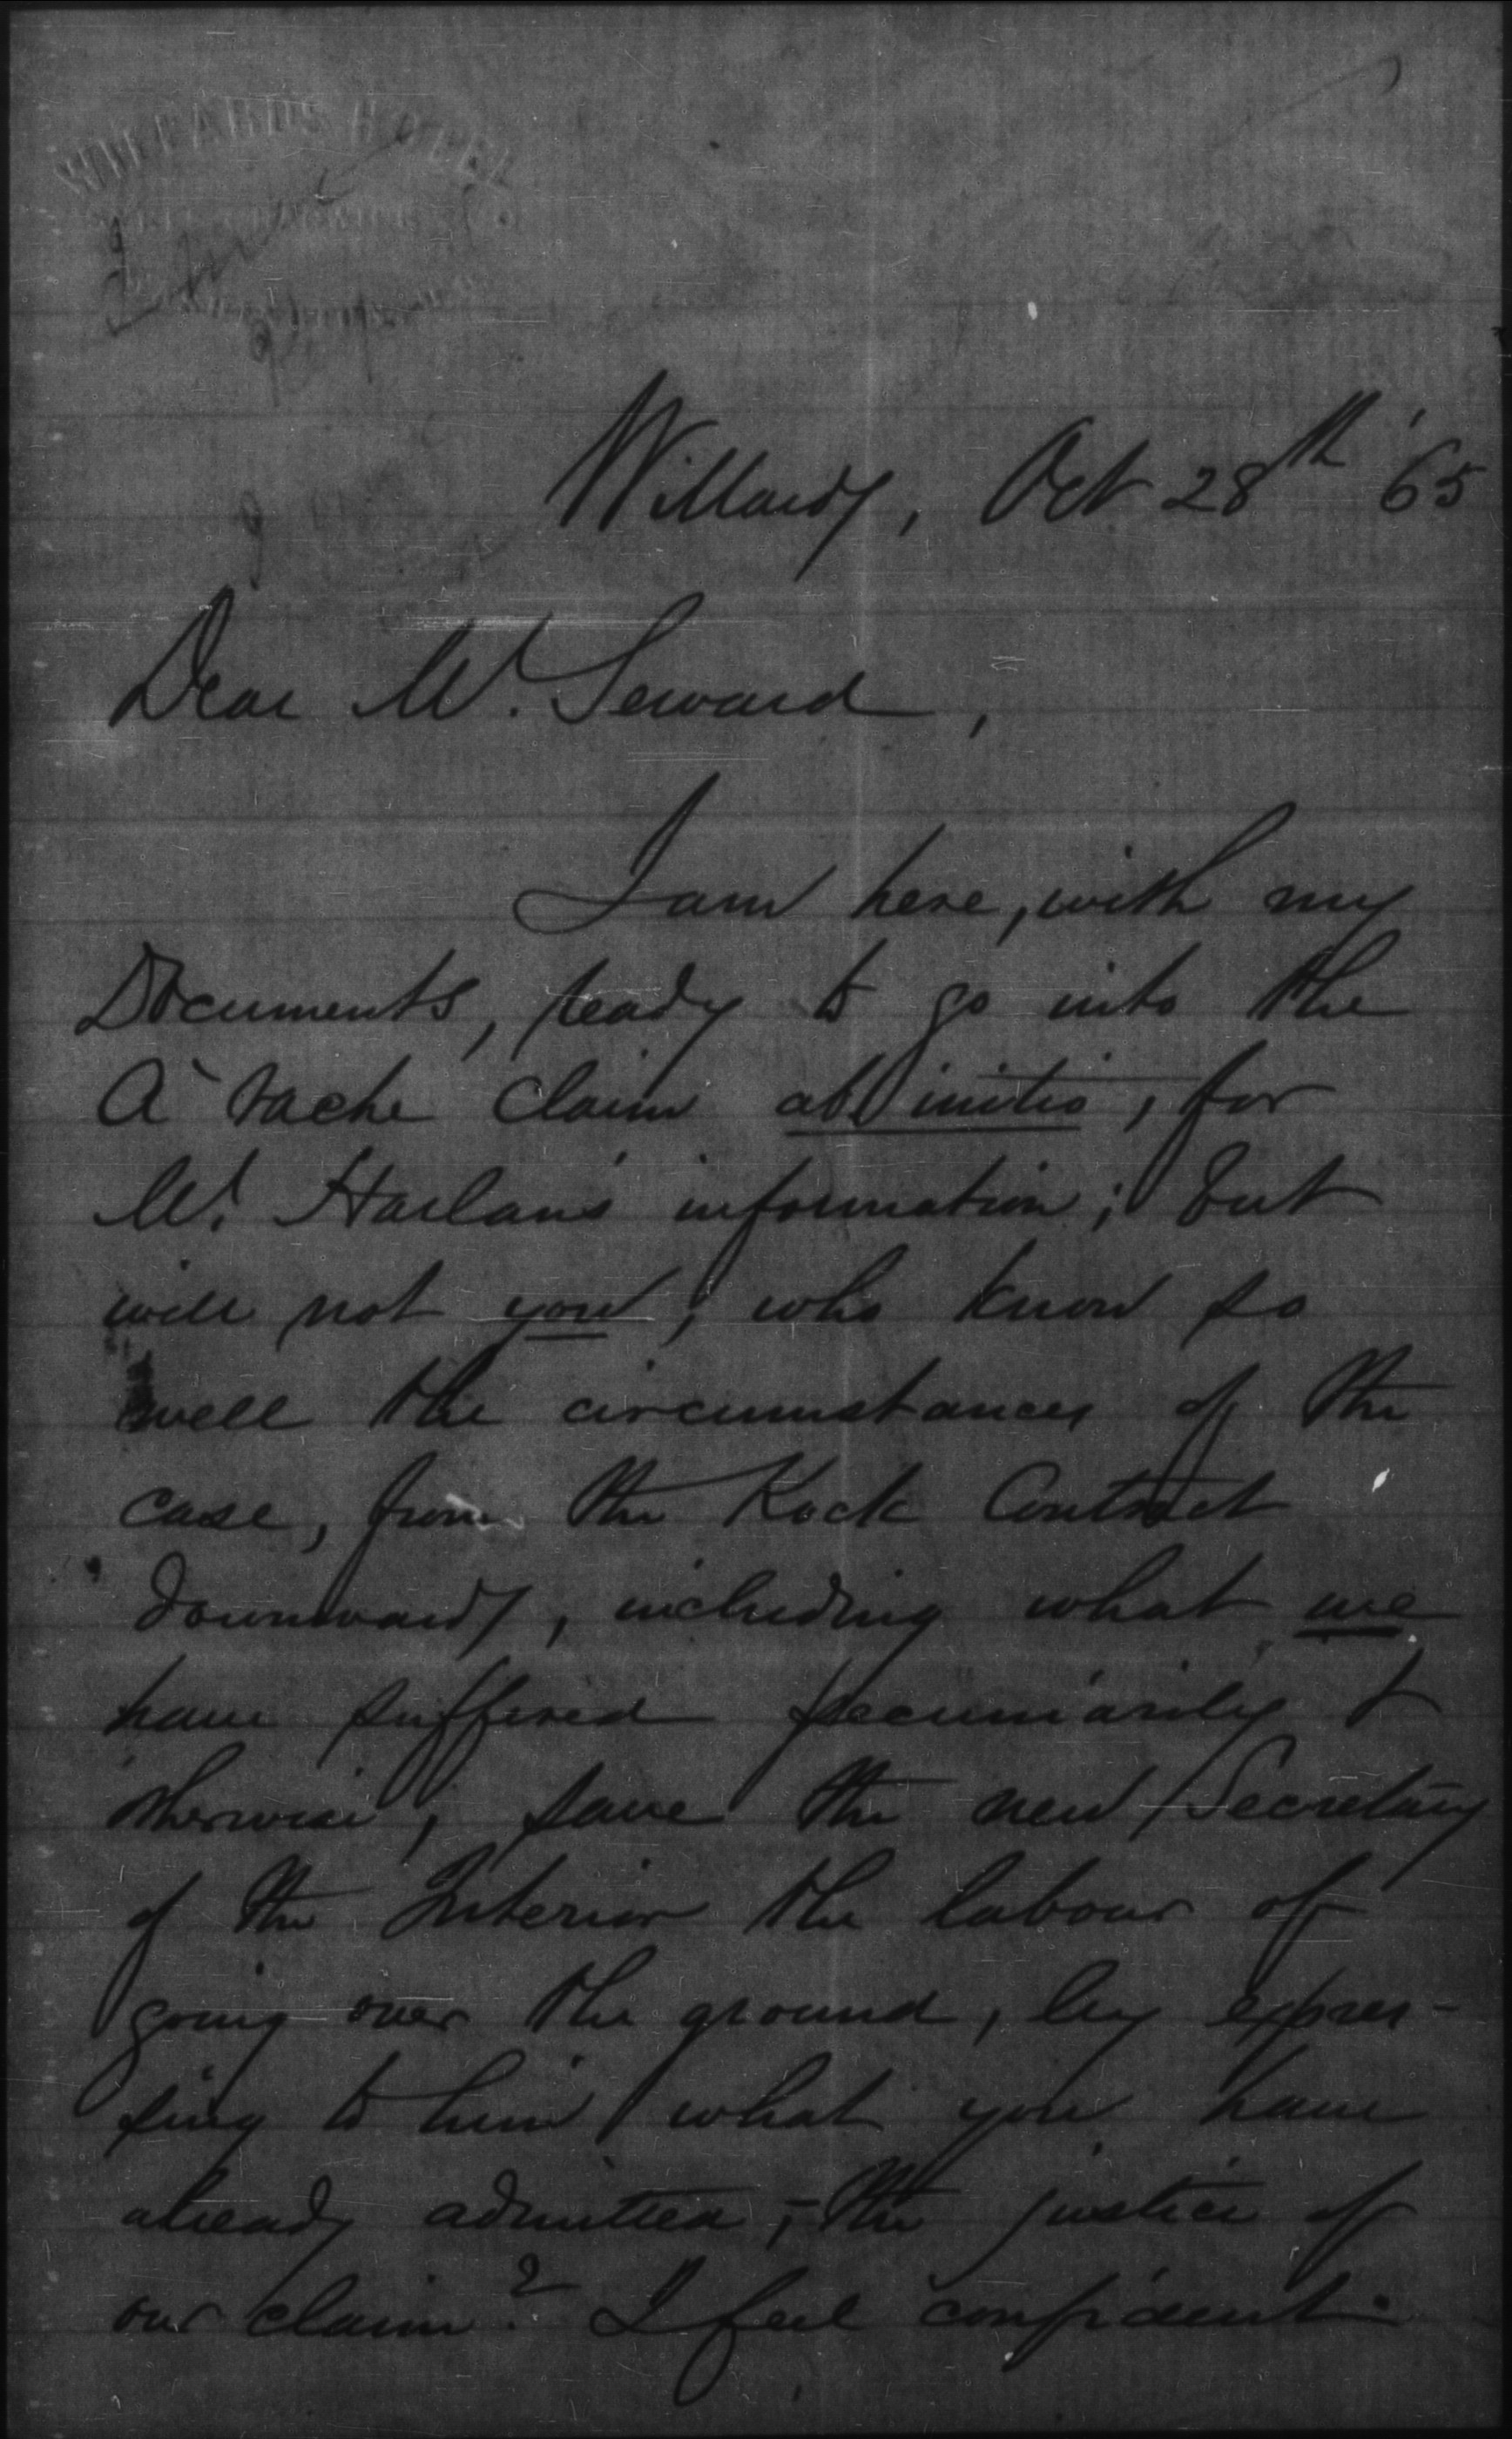 WILLARDS HOTEL
Interior
Willards, Oct 28th '65
Dear Mr. Seward,
I am here, with my
Documents, ready to go into the
A Vache claim ab initio, for
Mr. Harlan's information; but
will not you, who know so
well the circumstances of the
case, from the Kock Contract
downwards, including what we
have suffered pecuniarily &
otherwise, save the new Secretary
of the Interior the labour of
going over the ground, by expres-
sing to him what you have
already admitted,- the justice of
our claim? I feel confident